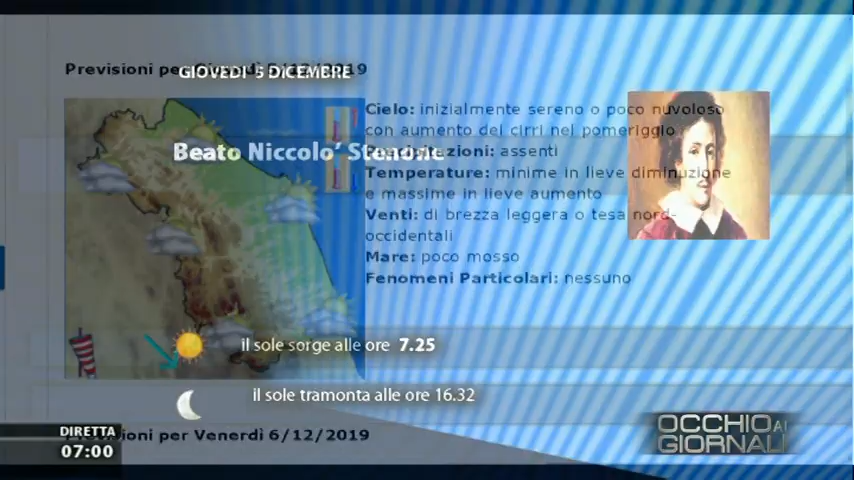 Previsioni per Giovedì 5/12/2019
GIOVEDI' 5 DICEMBRE
Cielo: inizialmente sereno o poco nuvoloso
con aumento dei cirri nel pomeriggio
Beato Niccolo' Stenone
Precipitazioni: assenti
Temperature: minime in lieve diminuzione
e massime in lieve aumento
Venti: di brezza leggera o tesa nord-
occidentali
Mare: poco mosso
Fenomeni Particolari: nessuno
il sole sorge alle ore 7.25
il sole tramonta alle ore 16.32
Previsioni per Venerdì 6/12/2019
DIRETTA
07:00
OCCHIO AI
GIORNALI